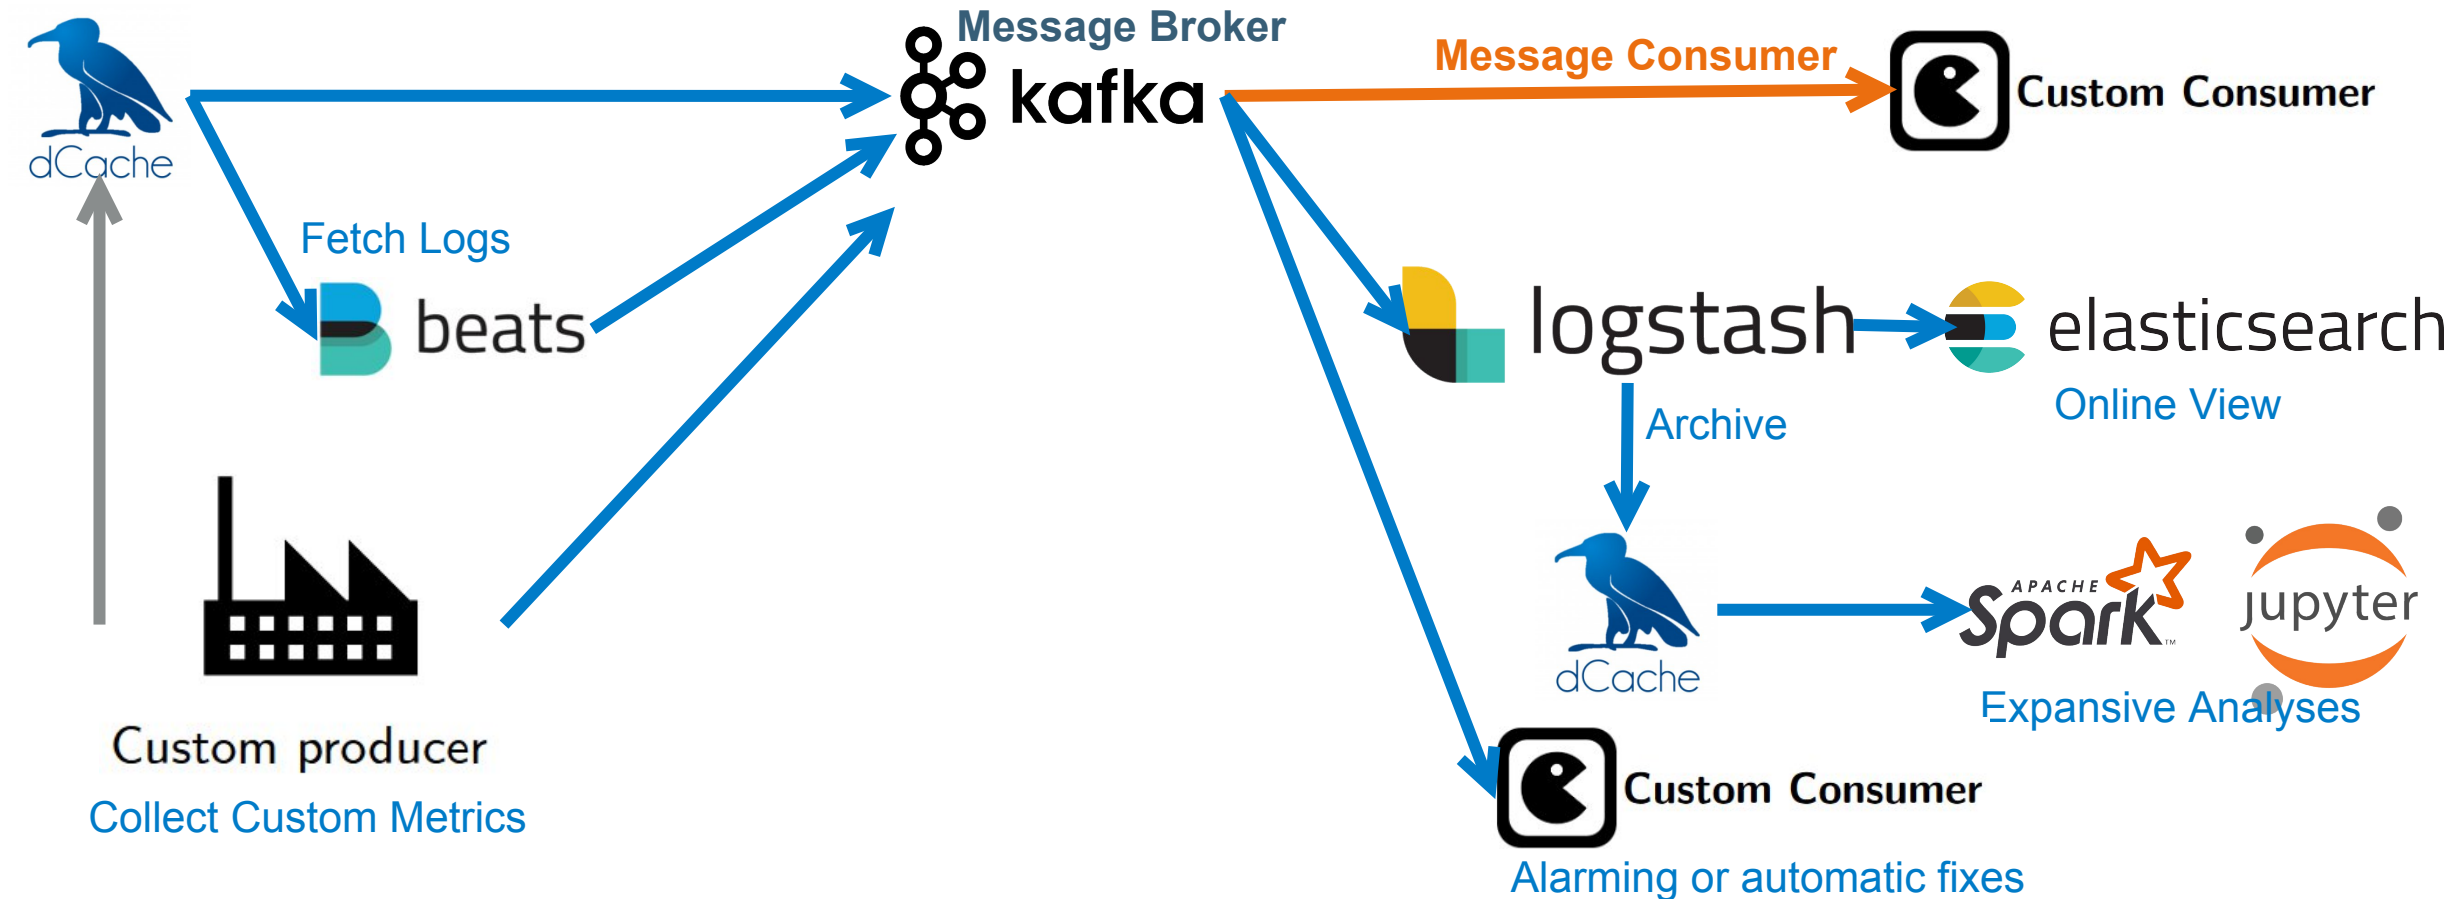 Message Broker
kafka
Message Consumer
Custom Consumer
dCache
Fetch Logs
beats
logstash
elasticsearch
Online View
Archive
dCache
APACHE
Spark™
jupyter
Expansive Analyses
Custom producer
Collect Custom Metrics
Custom Consumer
Alarming or automatic fixes